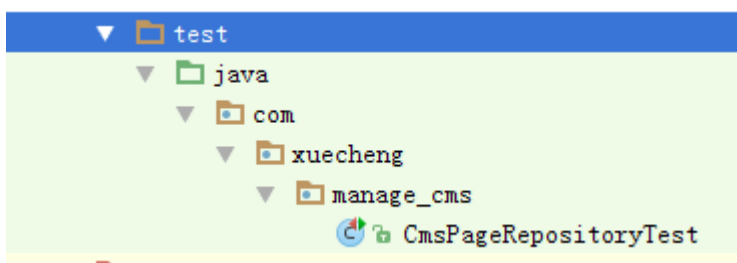 test
java
com
xuecheng
manage_cms
CmsPageRepositoryTest